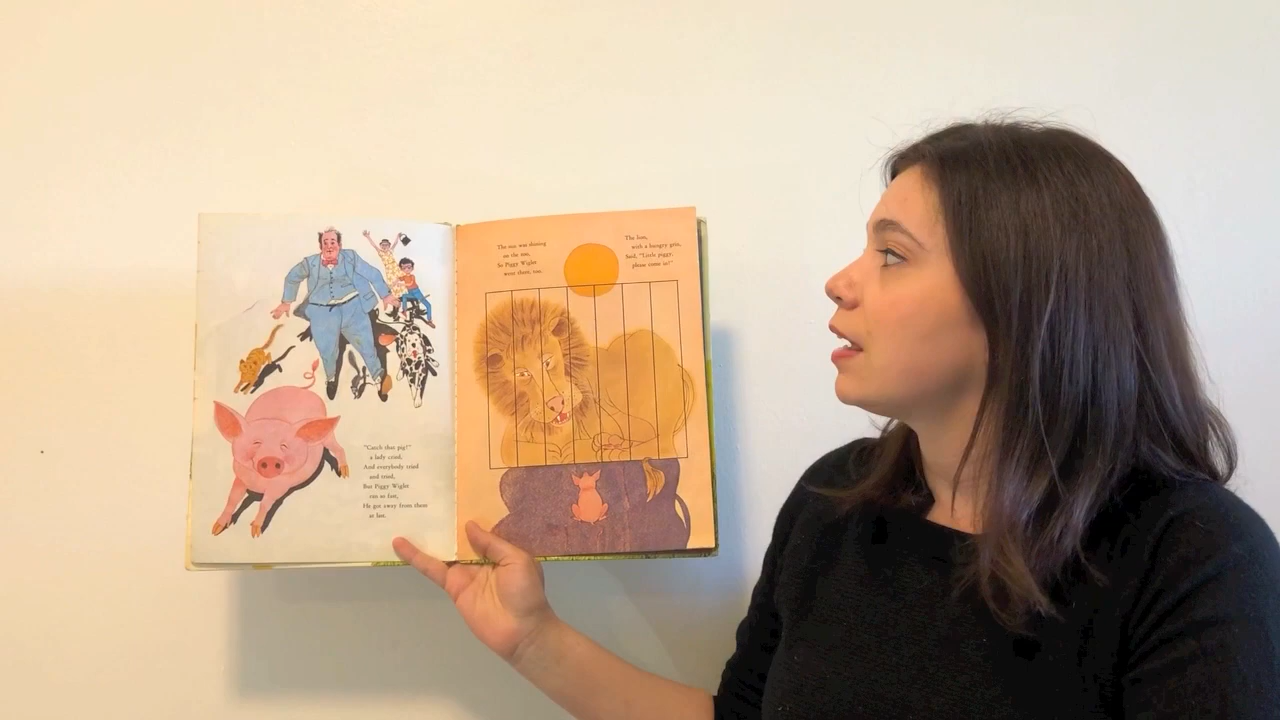 "Catch that pig!"
a lady cried,
And everybody tried
and tried,
But Piggy Wiglet
ran so fast,
He got away from them
at last.
The sun was shining
on the zoo,
So Piggy Wiglet
went there, too.
The lion,
with a hungry grin,
Said, "Little piggy,
please come in!"